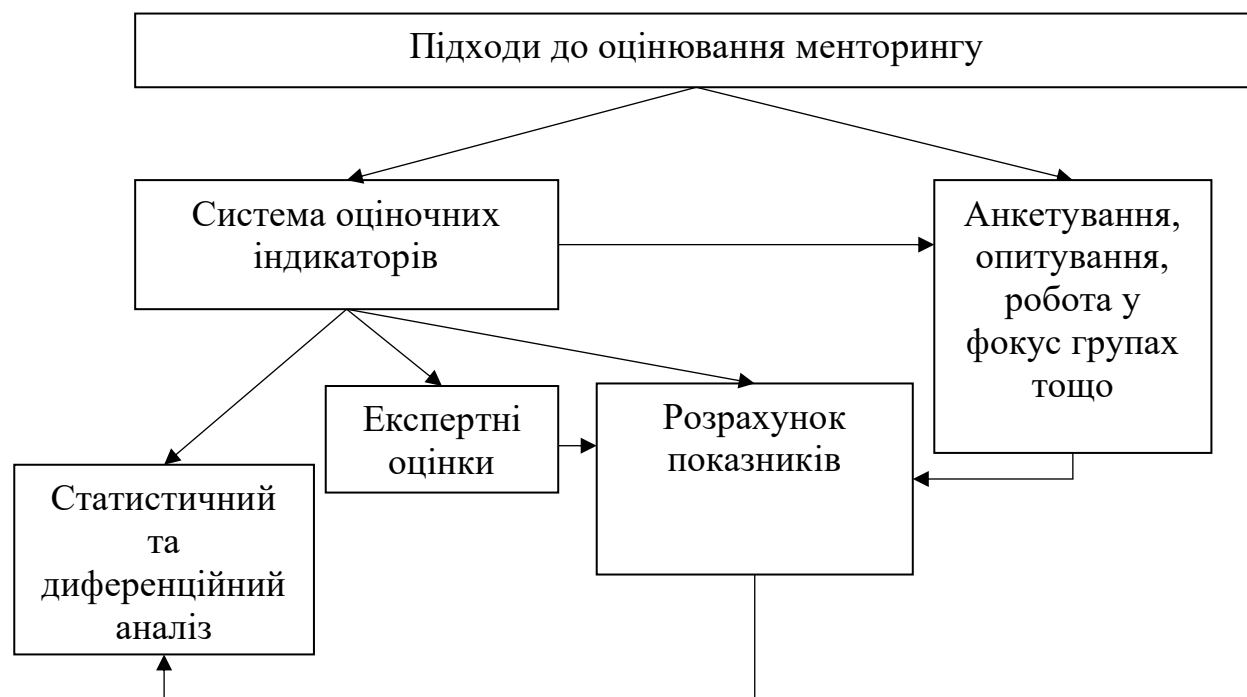 Підходи до оцінювання менторингу
Система оціночних
індикаторів
Анкетування,
опитування,
робота у
фокус групах
тощо
Експертні
оцінки
Розрахунок
показників
Статистичний
та
диференційний
аналіз